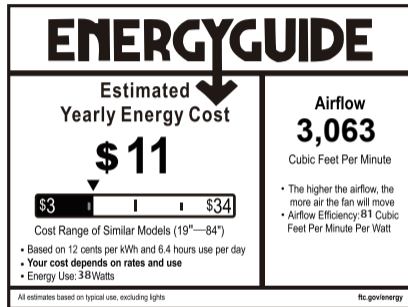 ENERGYGUIDE
Estimated
Yearly Energy Cost
$ 11
$3
$34
Cost Range of Similar Models (19"—84")
• Based on 12 cents per kWh and 6.4 hours use per day
• Your cost depends on rates and use
• Energy Use:38Watts
Airflow
3,063
Cubic Feet Per Minute
• The higher the airflow, the
more air the fan will move
• Airflow Efficiency:81 Cubic
Feet Per Minute Per Watt
All estimates based on typical use, excluding lights
ftc.gov/energy